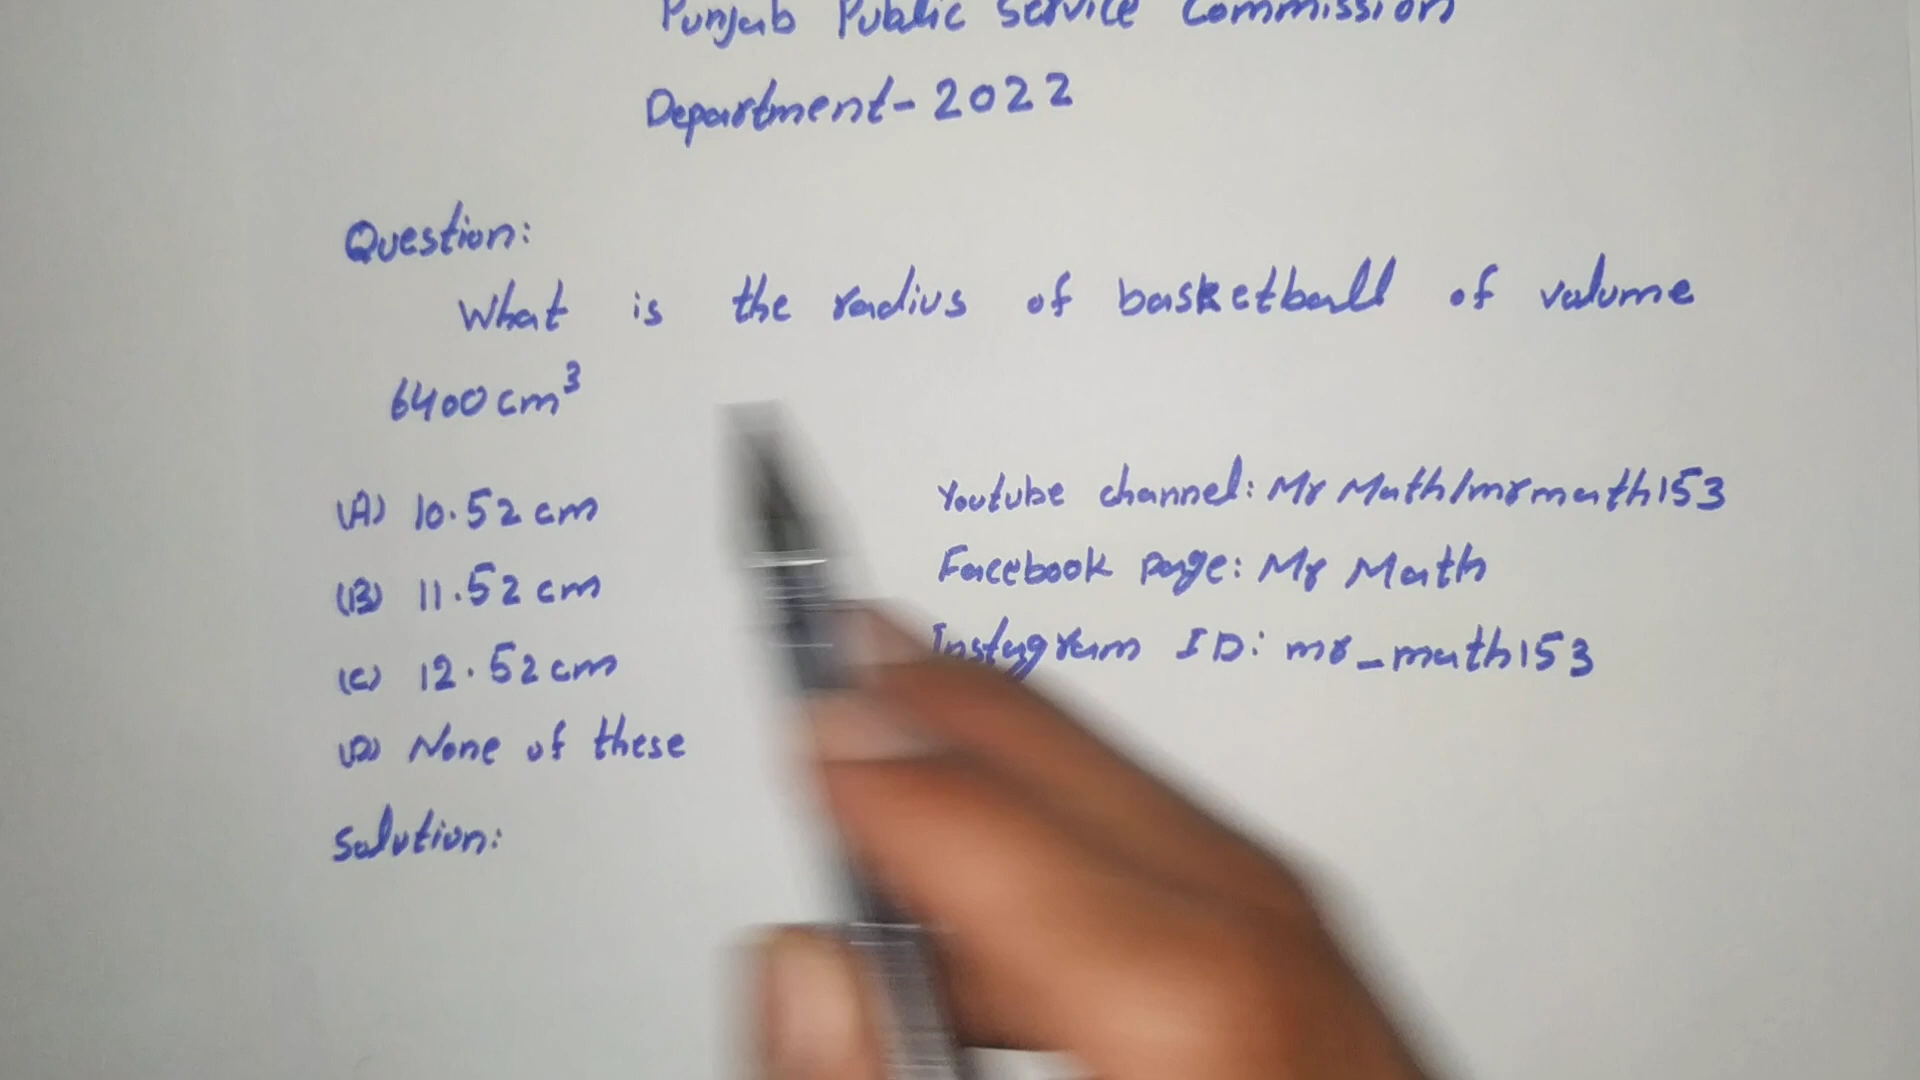 Punjab Public Service Commission
Department-2022
Question:
What is the radius of basketball of volume
6400 cm³
(A) 10.52 cm
(B) 11.52 cm
(C) 12.52 cm
(D) None of these
Youtube channel: Mr Math/mrmath153
Facebook page: Mr Math
Instagram ID: mr_math153
Solution: